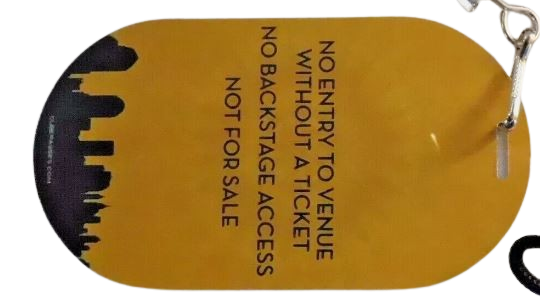 NO ENTRY TO VENUE
WITHOUT A TICKET
NO BACKSTAGE ACCESS
NOT FOR SALE